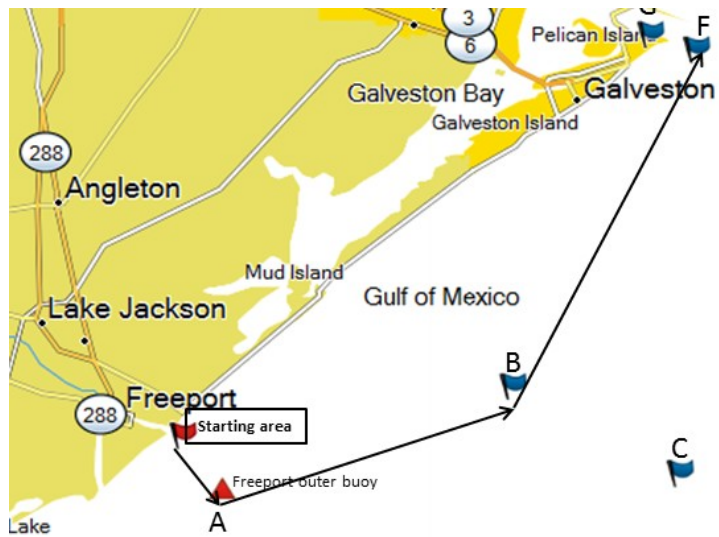 G
F
3
6
Pelican Island
Galveston
Galveston Bay
Galveston Island
288
Angleton
Mud Island
Gulf of Mexico
Lake Jackson
B
Freeport
288
Starting area
C
Freeport outer buoy
A
Lake